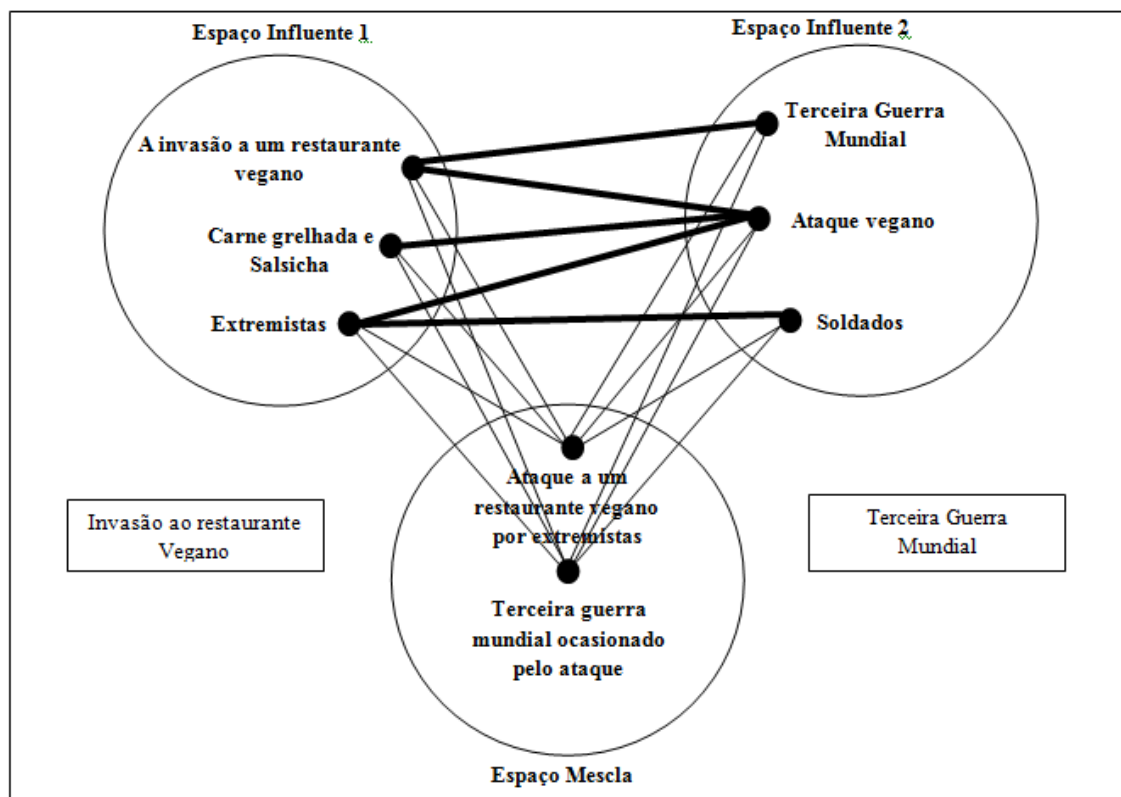 Espaço Influente 1
Espaço Influente 2
A invasão a um restaurante
vegano
Carne grelhada e
Salsicha
Extremistas
Terceira Guerra
Mundial
Ataque vegano
Soldados
Ataque a um
restaurante vegano
por extremistas
Terceira guerra
mundial ocasionado
pelo ataque
Invasão ao restaurante
Vegano
Terceira Guerra
Mundial
Espaço Mescla